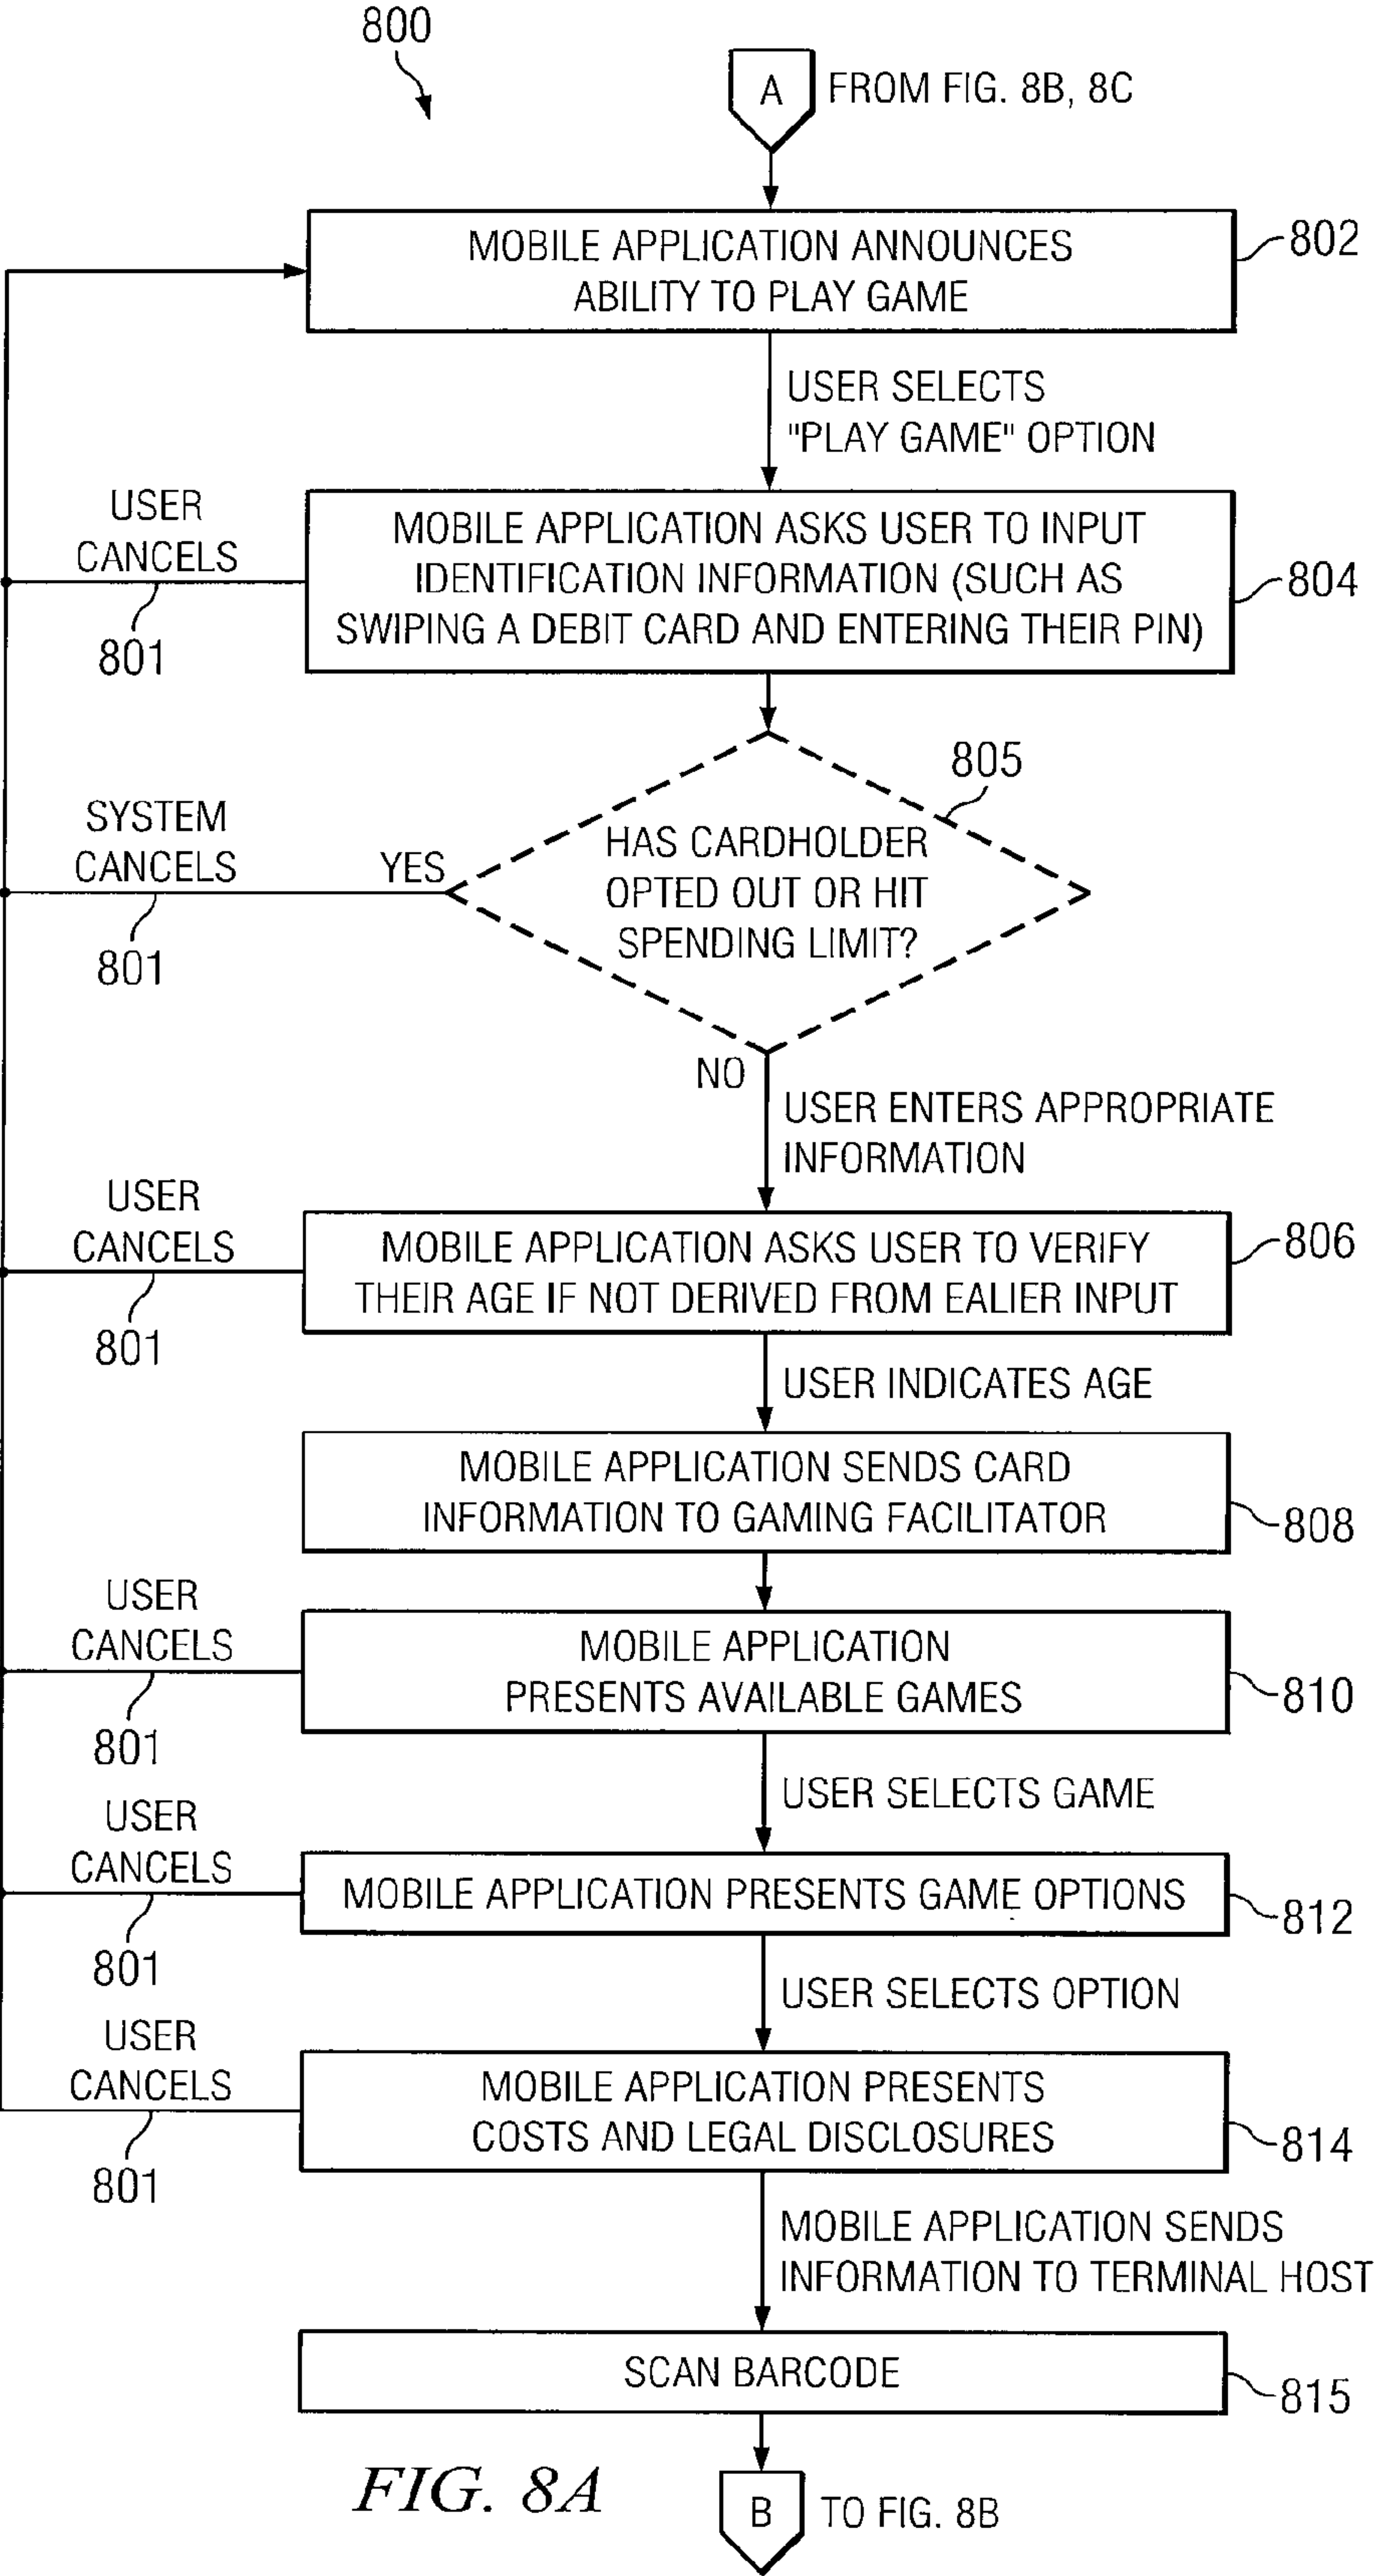 800
A
FROM FIG. 8B, 8C
MOBILE APPLICATION ANNOUNCES
ABILITY TO PLAY GAME
802
USER SELECTS
"PLAY GAME" OPTION
USER
CANCELS
801
MOBILE APPLICATION ASKS USER TO INPUT
IDENTIFICATION INFORMATION (SUCH AS
SWIPING A DEBIT CARD AND ENTERING THEIR PIN)
804
805
SYSTEM
CANCELS
801
YES
HAS CARDHOLDER
OPTED OUT OR HIT
SPENDING LIMIT?
NO
USER ENTERS APPROPRIATE
INFORMATION
USER
CANCELS
801
MOBILE APPLICATION ASKS USER TO VERIFY
THEIR AGE IF NOT DERIVED FROM EALIER INPUT
806
USER INDICATES AGE
MOBILE APPLICATION SENDS CARD
INFORMATION TO GAMING FACILITATOR
808
USER
CANCELS
801
MOBILE APPLICATION
PRESENTS AVAILABLE GAMES
810
USER SELECTS GAME
USER
CANCELS
801
MOBILE APPLICATION PRESENTS GAME OPTIONS
812
USER SELECTS OPTION
USER
CANCELS
801
MOBILE APPLICATION PRESENTS
COSTS AND LEGAL DISCLOSURES
814
MOBILE APPLICATION SENDS
INFORMATION TO TERMINAL HOST
SCAN BARCODE
815
FIG. 8A
B
TO FIG. 8B